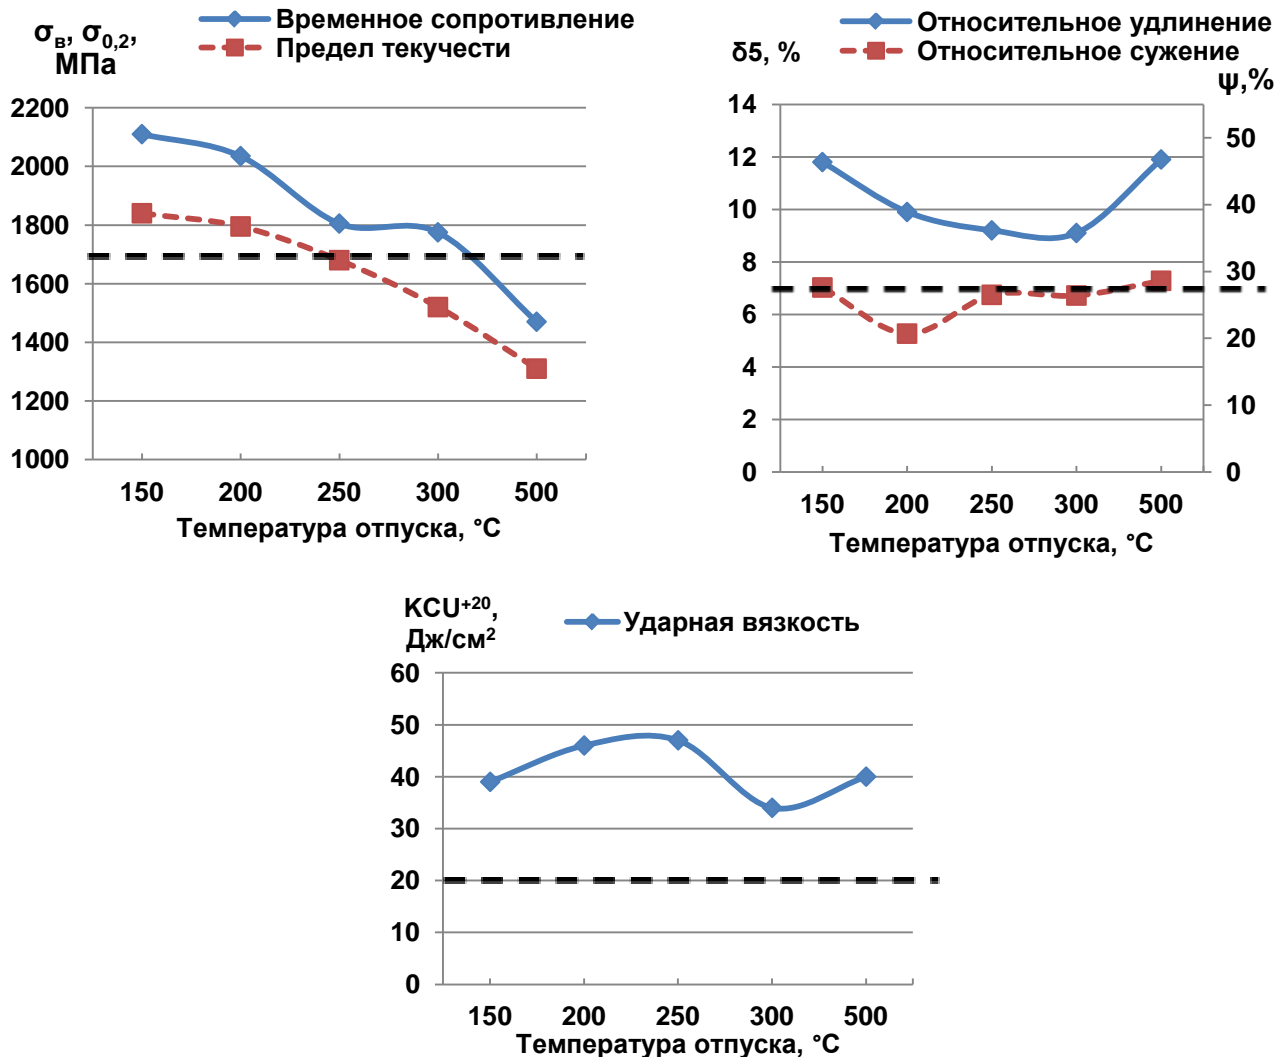 σв, σ0,2,
МПа
Временное сопротивление
Предел текучести
2200
2000
1800
1600
1400
1200
1000
150 200 250 300 500
Температура отпуска, °С
δ5, %
Относительное удлинение
Относительное сужение
ψ,%
14
12
10
8
6
4
2
0
50
40
30
20
10
0
150 200 250 300 500
Температура отпуска, °С
KCU+20,
Дж/см2
Ударная вязкость
60
50
40
30
20
10
0
150 200 250 300 500
Температура отпуска, °С